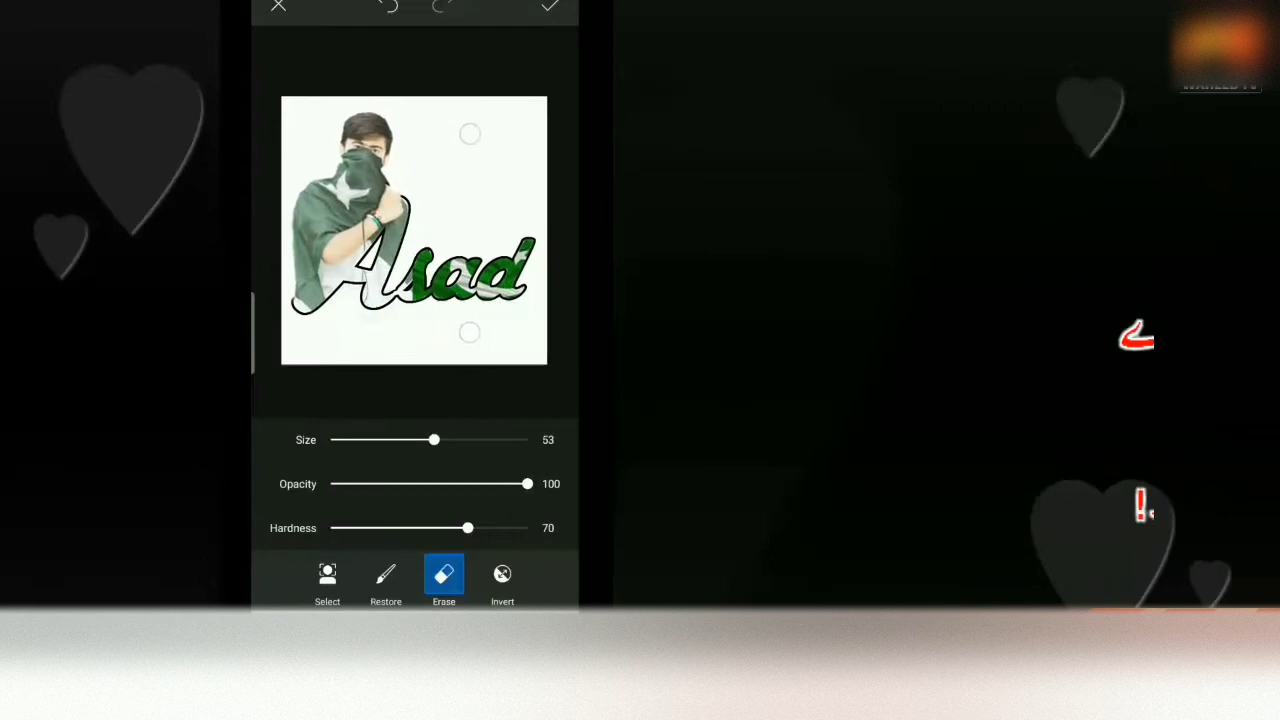 Asad
Size 53
Opacity 100
Hardness 70
Select Restore Erase Invert